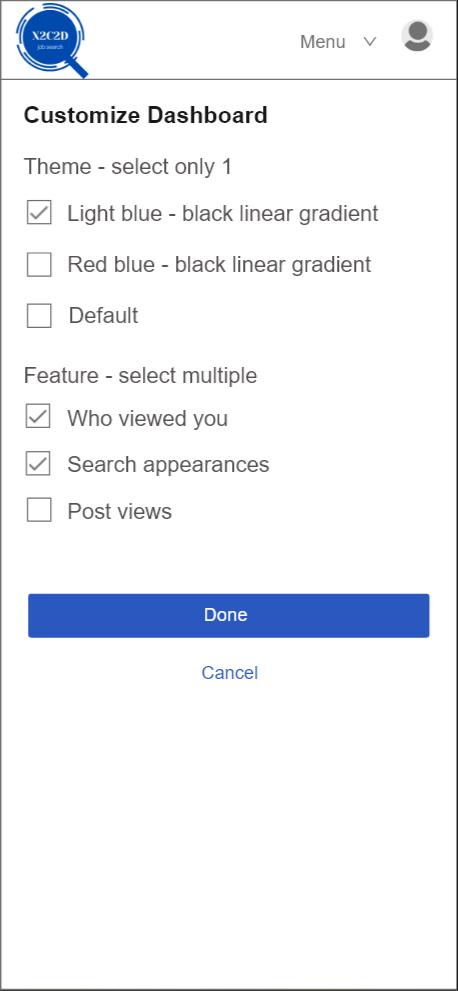 X2C2D
job search
Menu
Customize Dashboard
Theme - select only 1
Light blue - black linear gradient
Red blue - black linear gradient
Default
Feature - select multiple
Who viewed you
Search appearances
Post views
Done
Cancel